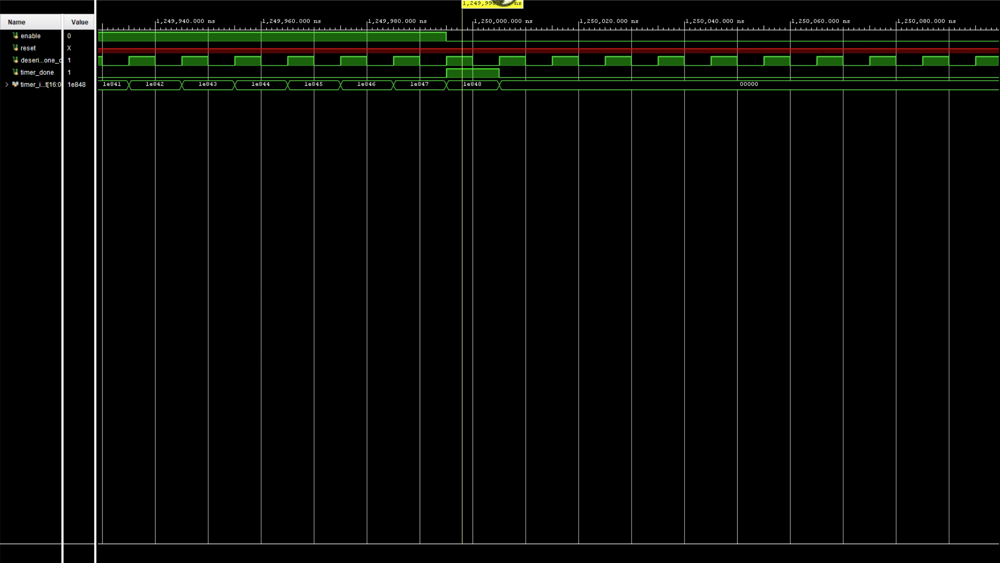 1,249,998.000 ns
Name Value 1,249,940.000 ns 1,249,960.000 ns 1,249,980.000 ns 1,250,000.000 ns 1,250,020.000 ns 1,250,040.000 ns 1,250,060.000 ns 1,250,080.000 ns
enable 0
reset X
deseri...one_c 1
timer_done 1
timer_i...t[16:0 1e848 1e841 1e842 1e843 1e844 1e845 1e846 1e847 1e848 00000